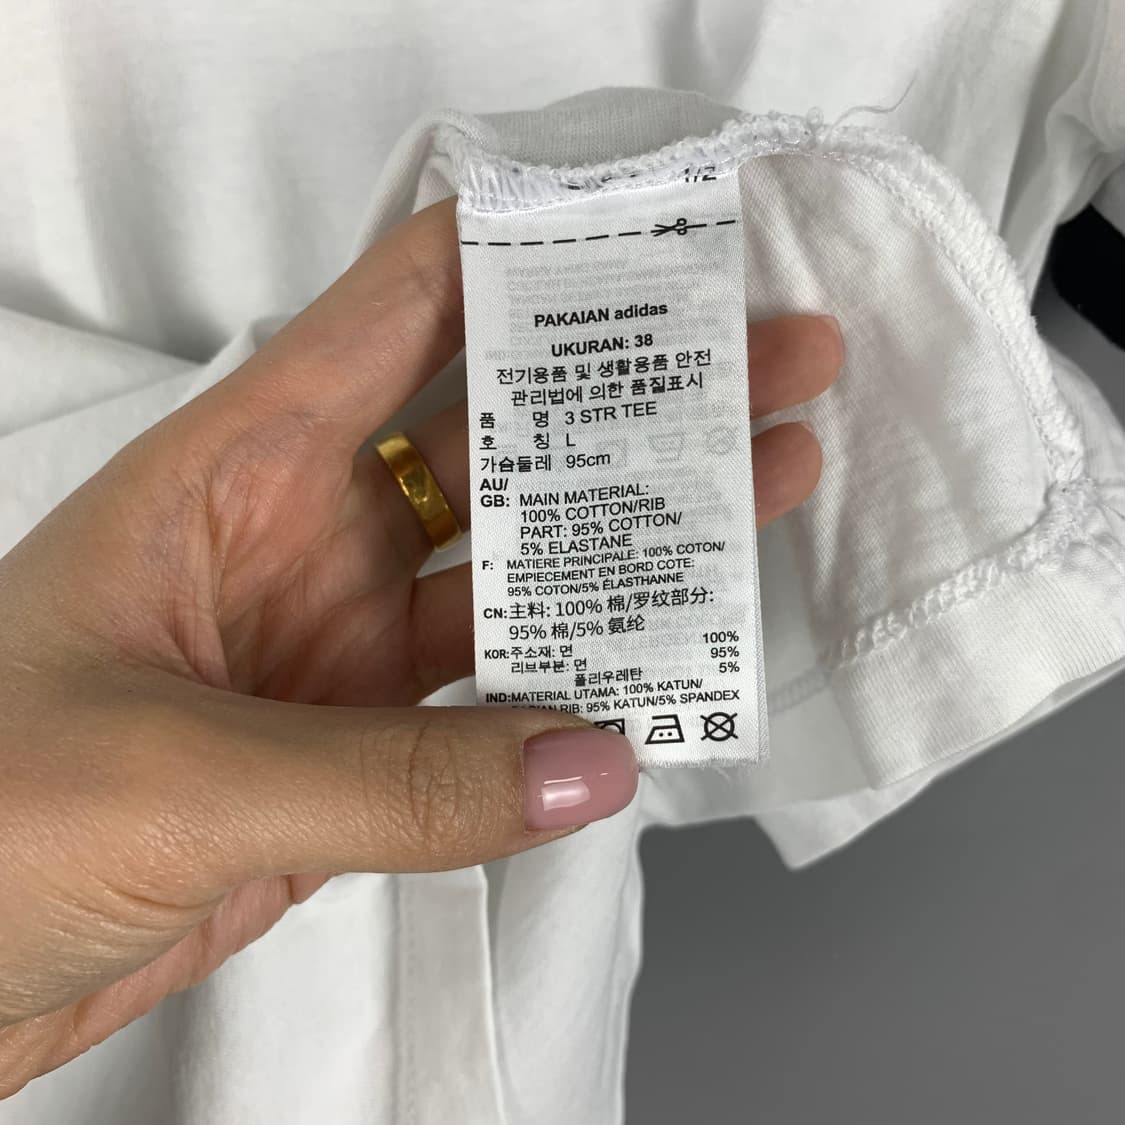 PAKAIAN adidas
UKURAN: 38
전기용품 및 생활용품 안전
관리법에 의한 품질표시
품 명 3 STR TEE
호 칭 L
가슴둘레 95cm
AU/
GB: MAIN MATERIAL:
100% COTTON/RIB
PART: 95% COTTON/
5% ELASTANE
F: MATIERE PRINCIPALE: 100% COTON/
EMPIECEMENT EN BORD COTE:
95% COTON/5% ÉLASTHANNE
CN: 主料: 100% 棉/罗纹部分:
95% 棉/5% 氨纶
100%
KOR: 주소재: 면 95%
리브부분: 면 5%
폴리우레탄
IND: MATERIAL UTAMA: 100% KATUN/
RIB: 95% KATUN/5% SPANDEX